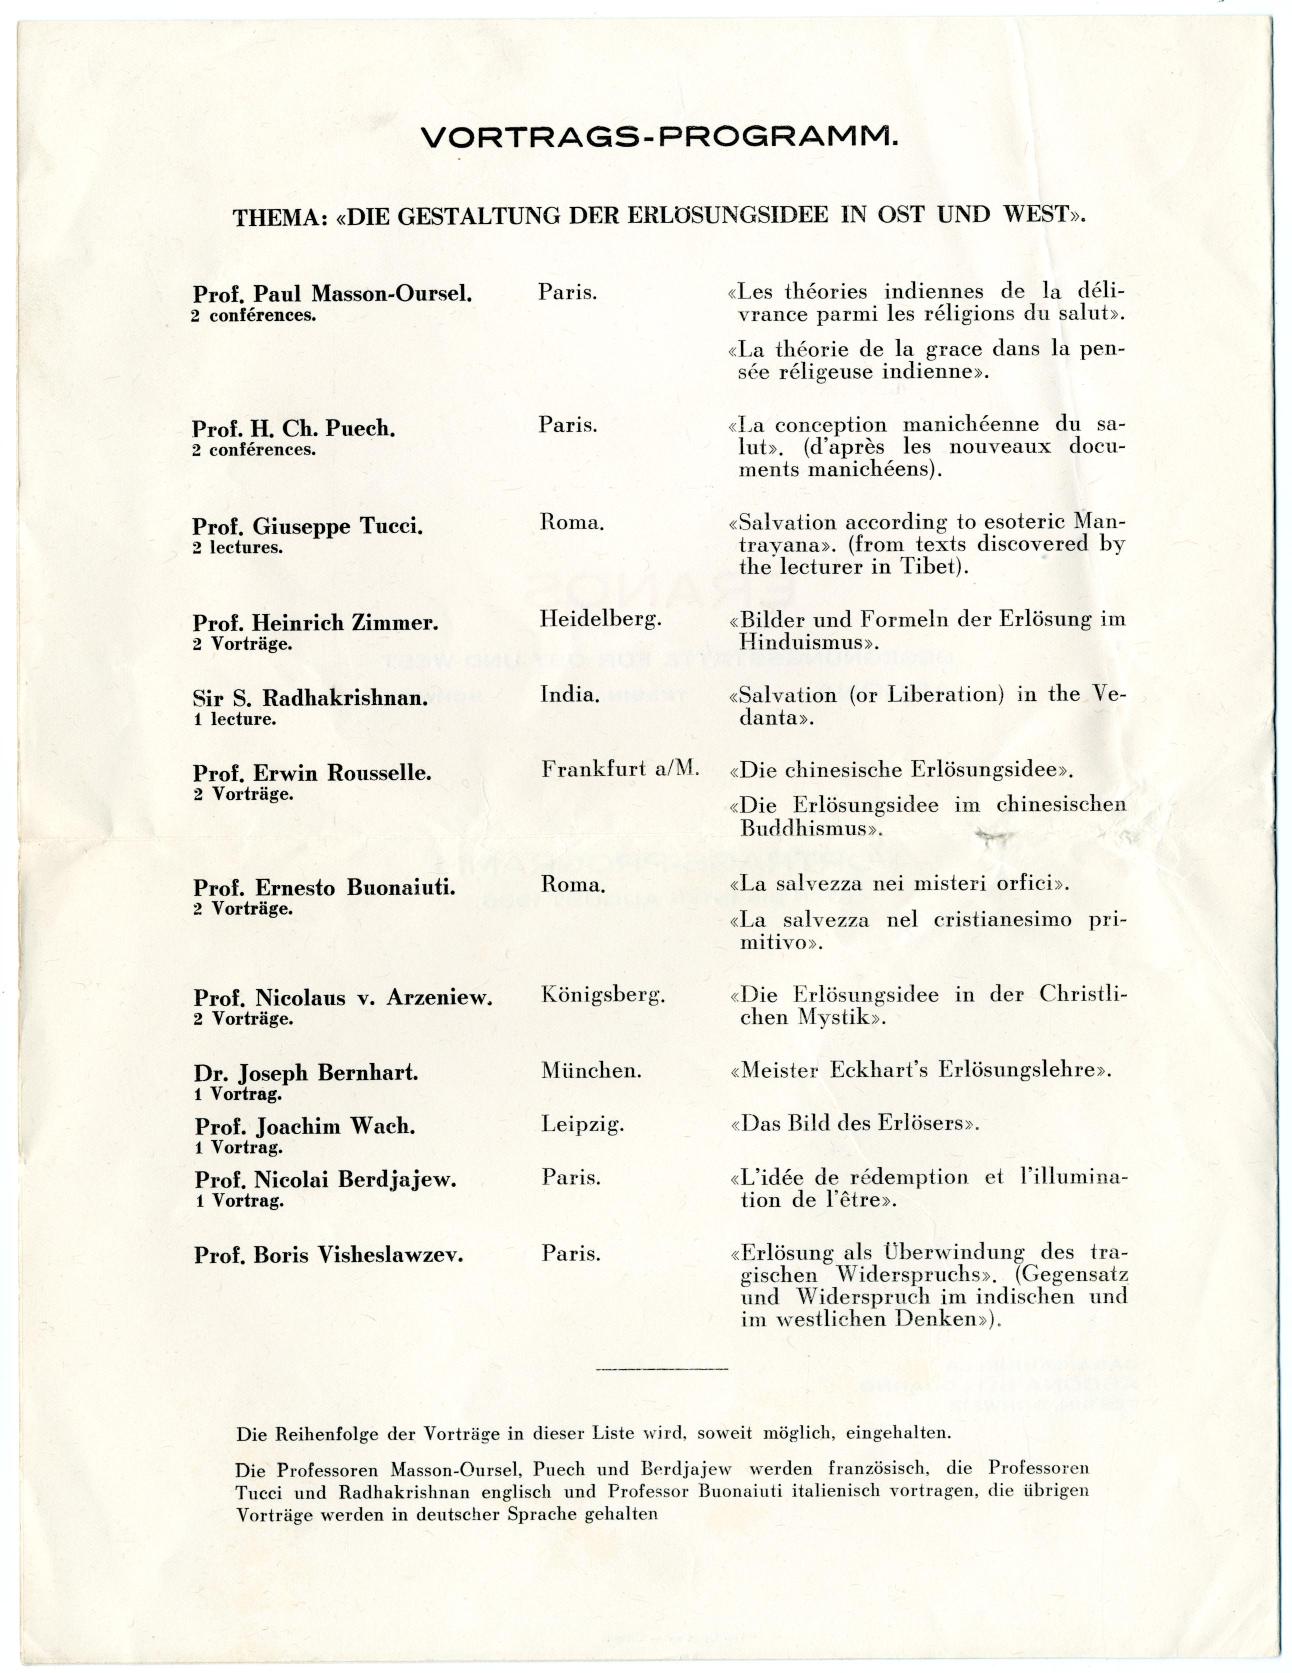 VORTRAGS-PROGRAMM.
THEMA: «DIE GESTALTUNG DER ERLÖSUNGSIDEE IN OST UND WEST».
Prof. Paul Masson-Oursel. Paris. «Les théories indiennes de la déli-
2 conférences. vrance parmi les réligions du salut».
«La théorie de la grace dans la pen-
sée réligeuse indienne».
Prof. H. Ch. Puech. Paris. «La conception manichéenne du sa-
2 conférences. lut». (d'après les nouveaux docu-
ments manichéens).
Prof. Giuseppe Tucci. Roma. «Salvation according to esoteric Man-
2 lectures. trayana». (from texts discovered by
the lecturer in Tibet).
Prof. Heinrich Zimmer. Heidelberg. «Bilder und Formeln der Erlösung im
2 Vorträge. Hinduismus».
Sir S. Radhakrishnan. India. «Salvation (or Liberation) in the Ve-
1 lecture. danta».
Prof. Erwin Rousselle. Frankfurt a/M. «Die chinesische Erlösungsidee».
2 Vorträge.
«Die Erlösungsidee im chinesischen
Buddhismus».
Prof. Ernesto Buonaiuti. Roma. «La salvezza nei misteri orfici».
2 Vorträge.
«La salvezza nel cristianesimo pri-
mitivo».
Prof. Nicolaus v. Arzeniew. Königsberg. «Die Erlösungsidee in der Christli-
2 Vorträge. chen Mystik».
Dr. Joseph Bernhart. München. «Meister Eckhart's Erlösungslehre».
1 Vortrag.
Prof. Joachim Wach. Leipzig. «Das Bild des Erlösers».
1 Vortrag.
Prof. Nicolai Berdjajew. Paris. «L'idée de rédemption et l'illumina-
1 Vortrag. tion de l'être».
Prof. Boris Visheslawzev. Paris. «Erlösung als Überwindung des tra-
gischen Widerspruchs». (Gegensatz
und Widerspruch im indischen und
im westlichen Denken»).
Die Reihenfolge der Vorträge in dieser Liste wird, soweit möglich, eingehalten.
Die Professoren Masson-Oursel, Puech und Berdjajew werden französisch, die Professoren
Tucci und Radhakrishnan englisch und Professor Buonaiuti italienisch vortragen, die übrigen
Vorträge werden in deutscher Sprache gehalten